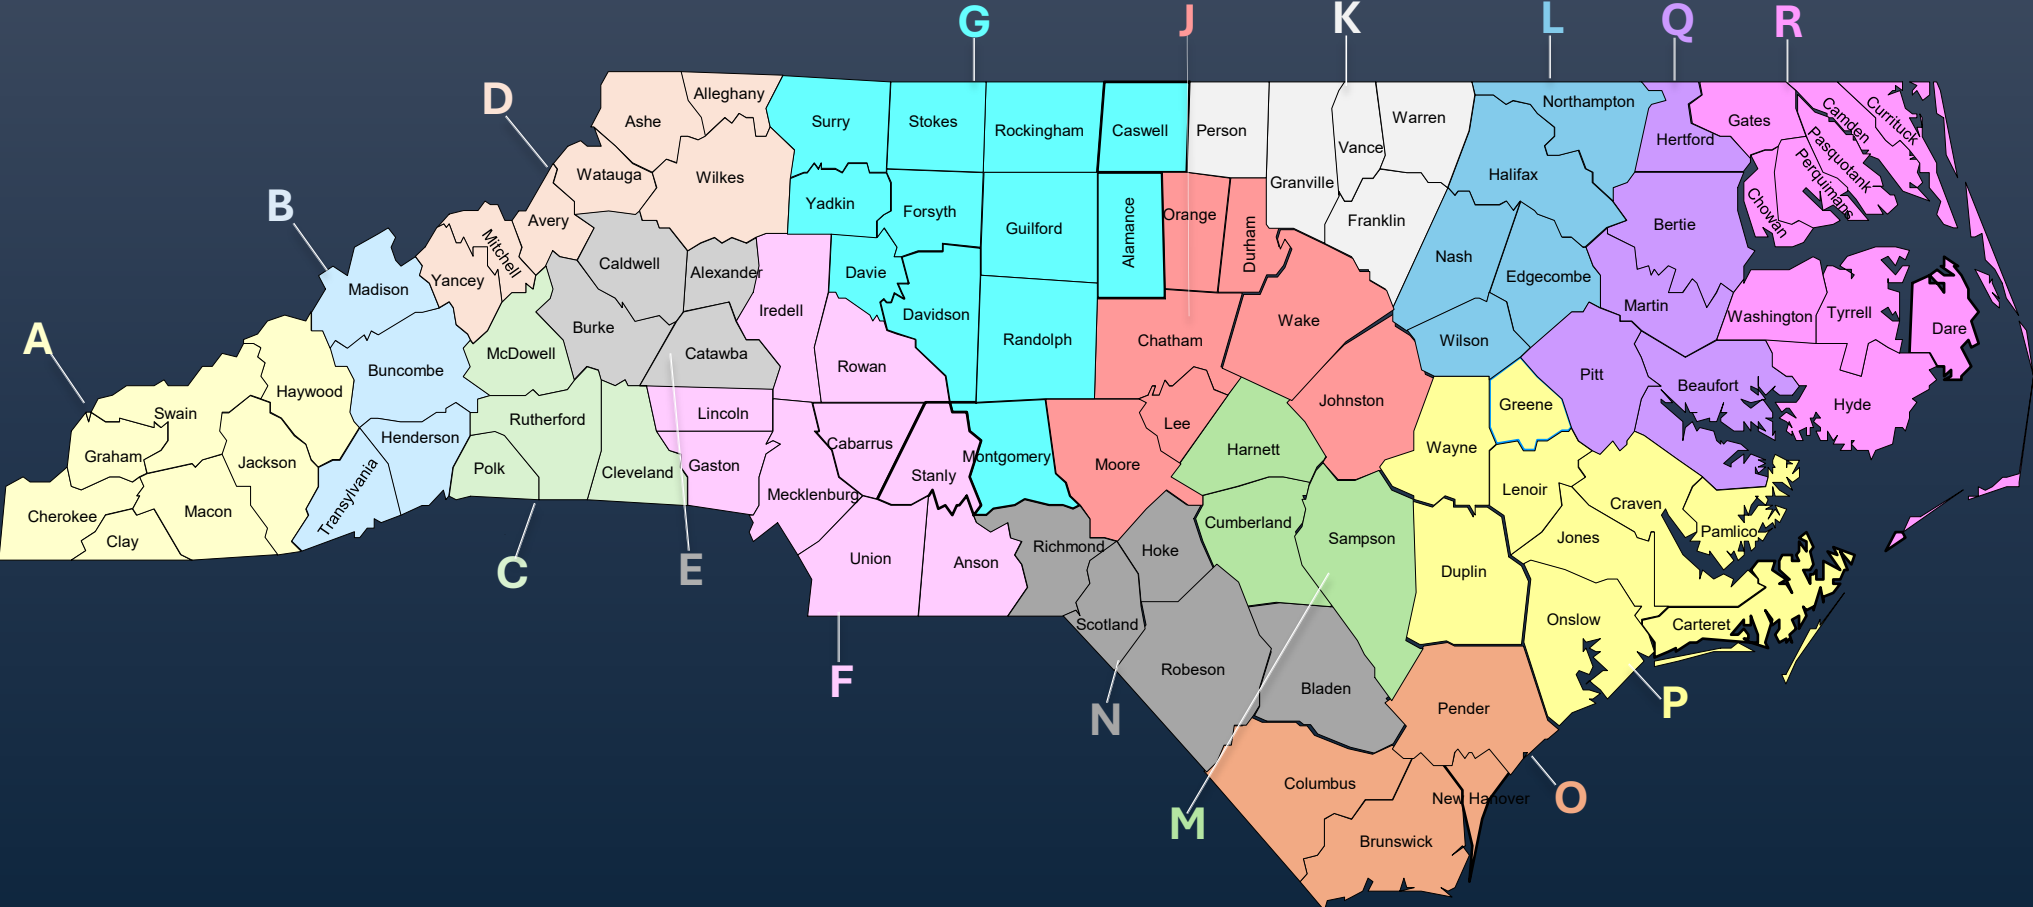 G
J
K
L
Q
R
D
Alleghany
Ashe
Surry
Stokes
Rockingham
Caswell
Person
Vance
Warren
Northampton
Hertford
Gates
Camden
Currituck
Pasquotank
Perquimans
Chowan
Watauga
Wilkes
Yadkin
Forsyth
Guilford
Alamance
Orange
Durham
Granville
Franklin
Halifax
Bertie
B
Avery
Mitchell
Yancey
Madison
Caldwell
Alexander
Iredell
Davie
Davidson
Randolph
Chatham
Wake
Nash
Edgecombe
Martin
Washington
Tyrrell
Dare
A
Buncombe
McDowell
Burke
Catawba
Rowan
Wilson
Pitt
Beaufort
Hyde
Haywood
Swain
Graham
Jackson
Henderson
Rutherford
Lincoln
Cabarrus
Stanly
Montgomery
Moore
Lee
Harnett
Johnston
Greene
Wayne
Lenoir
Craven
Pamlico
Cherokee
Clay
Macon
Transylvania
Polk
Cleveland
Gaston
Mecklenburg
Union
Anson
Richmond
Hoke
Cumberland
Sampson
Duplin
Jones
Onslow
Carteret
C
E
F
Scotland
Robeson
Bladen
Pender
N
P
M
Columbus
New Hanover
Brunswick
O